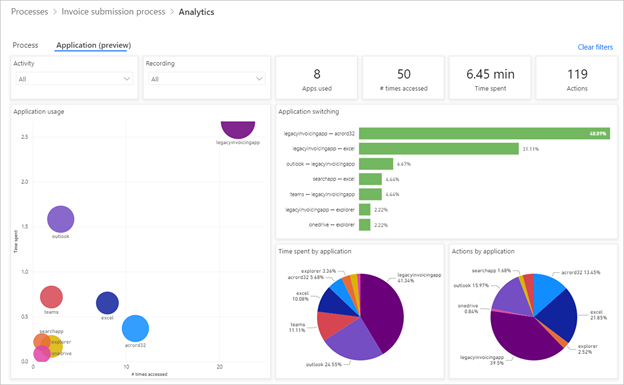 Processes > Invoice submission process > Analytics
Process Application (preview) Clear filters
Activity
All
Recording
All
8
Apps used
50
# times accessed
6.45 min
Time spent
119
Actions
Application usage
2.5
2.0
1.5
1.0
0.5
0.0
0
10
20
Time spent
# times accessed
legacyinvoicingapp
outlook
teams
excel
acrord32
searchapp
explorer
onedrive
Application switching
legacyinvoicingapp — acrord32 48.89%
legacyinvoicingapp — excel 31.11%
outlook — legacyinvoicingapp 6.67%
searchapp — excel 4.44%
teams — legacyinvoicingapp 4.44%
legacyinvoicingapp — explorer 2.22%
onedrive — explorer 2.22%
Time spent by application
explorer 3.36%
acrord32 5.48%
excel
10.08%
teams
11.11%
outlook 24.55%
legacyinvoicingapp
41.34%
Actions by application
searchapp 1.68%
outlook 15.97%
onedrive
0.84%
legacyinvoicingapp
39.5%
acrord32 13.45%
excel
21.85%
explorer
2.52%